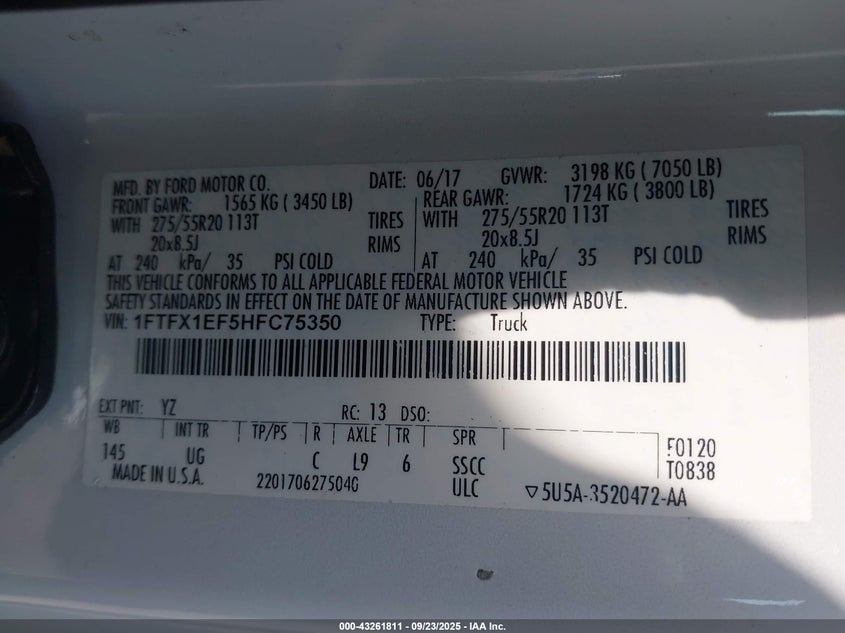 MFD. BY FORD MOTOR CO. DATE: 06/17 GVWR: 3198 KG ( 7050 LB)
FRONT GAWR: 1565 KG ( 3450 LB) REAR GAWR: 1724 KG ( 3800 LB)
WITH 275/55R20 113T TIRES WITH 275/55R20 113T TIRES
20x8.5J RIMS 20x8.5J RIMS
AT 240 kPa/ 35 PSI COLD AT 240 kPa/ 35 PSI COLD
THIS VEHICLE CONFORMS TO ALL APPLICABLE FEDERAL MOTOR VEHICLE
SAFETY STANDARDS IN EFFECT ON THE DATE OF MANUFACTURE SHOWN ABOVE.
VIN: 1FTFX1EF5HFC75350 TYPE: Truck
EXT PNT: YZ RC: 13 DSO:
WB INT TR TP/PS R AXLE TR SPR F0120
145 UG C L9 6 SSCC T0838
MADE IN U.S.A. 22017062750​4G ULC ▽5U5A-3520472-AA
000-43261811 - 09/23/2025 - IAA Inc.